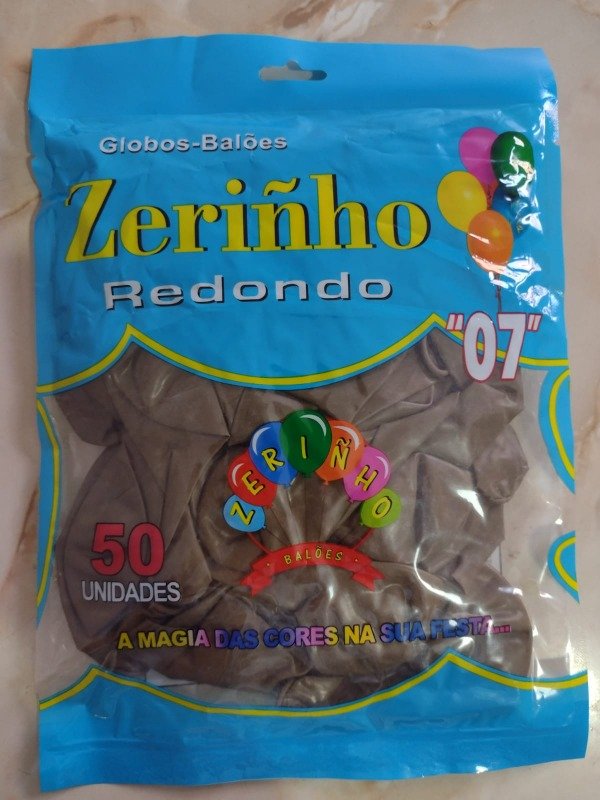 Globos-Balões
Zeriñho
Redondo
"07"
ZERIÑHO
BALÕES
50
UNIDADES
A MAGIA DAS CORES NA SUA FESTA...